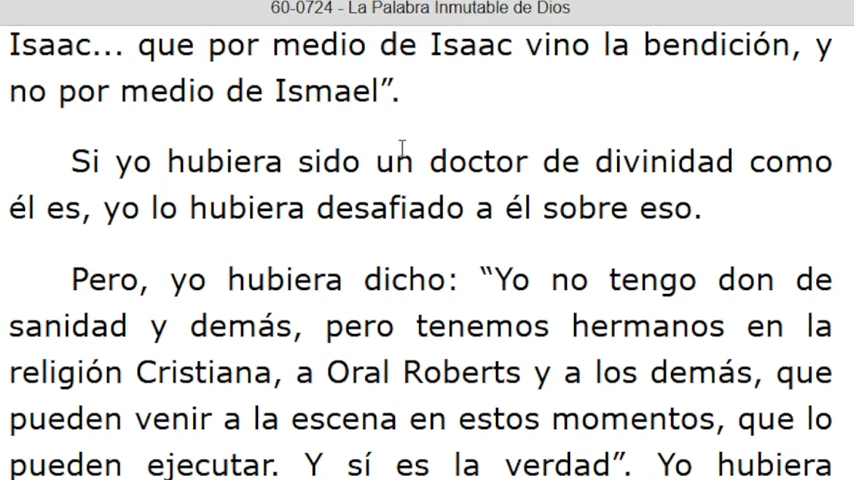 60-0724 - La Palabra Inmutable de Dios
Isaac... que por medio de Isaac vino la bendición, y
no por medio de Ismael”.
Si yo hubiera sido un doctor de divinidad como
él es, yo lo hubiera desafiado a él sobre eso.
Pero, yo hubiera dicho: “Yo no tengo don de
sanidad y demás, pero tenemos hermanos en la
religión Cristiana, a Oral Roberts y a los demás, que
pueden venir a la escena en estos momentos, que lo
pueden ejecutar. Y sí es la verdad”. Yo hubiera